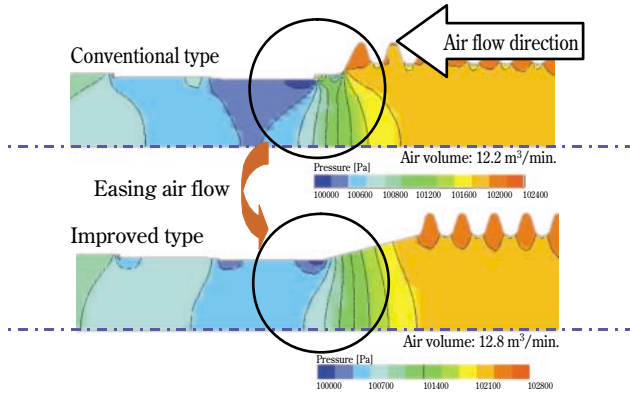 Conventional type
Air flow direction
Air volume: 12.2 m³/min.
Pressure [Pa]
100000 100600 100800 101200 101600 102000 102400
Easing air flow
Improved type
Air volume: 12.8 m³/min.
Pressure [Pa]
100000 100700 101400 102100 102800